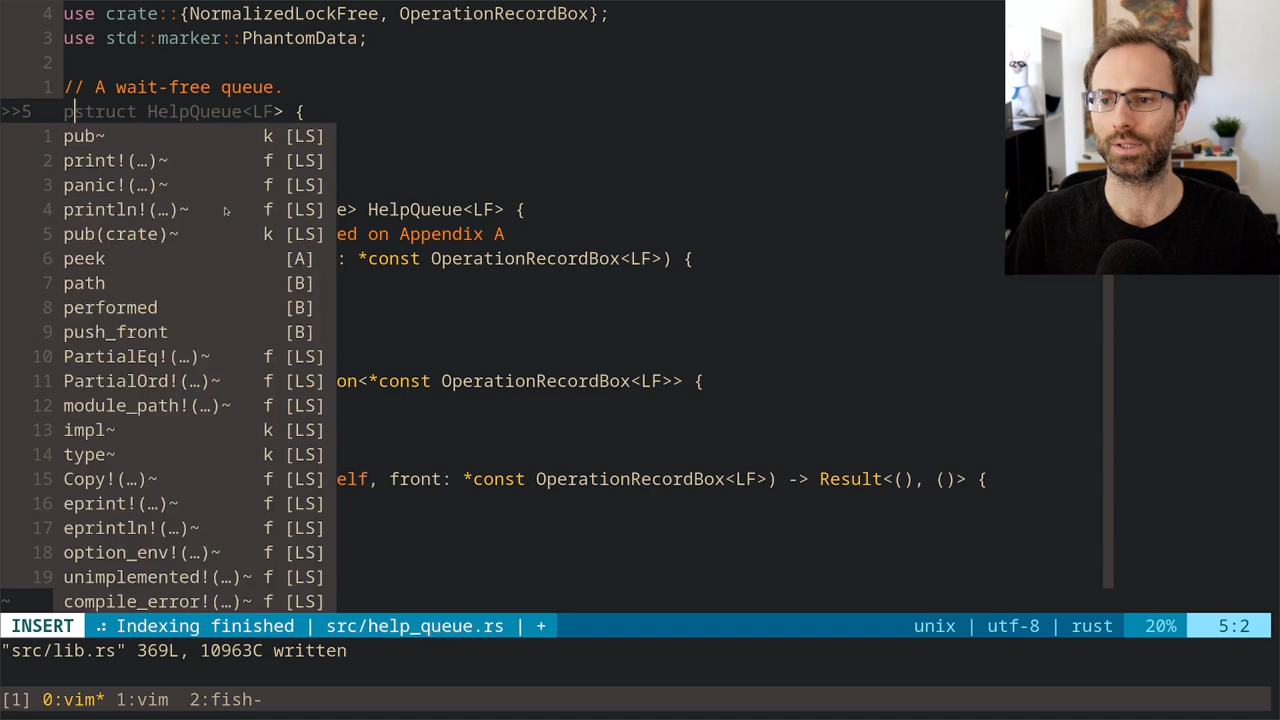 4 use crate::{NormalizedLockFree, OperationRecordBox};
3 use std::marker::PhantomData;
2
1 // A wait-free queue.
>>5 pstruct HelpQueue<LF> {
1 pub~ k [LS]
2 print!(…)~ f [LS]
3 panic!(…)~ f [LS]
4 println!(…)~ f [LS] e> HelpQueue<LF> {
5 pub(crate)~ k [LS] ed on Appendix A
6 peek [A] : *const OperationRecordBox<LF>) {
7 path [B]
8 performed [B]
9 push_front [B]
10 PartialEq!(…)~ f [LS]
11 PartialOrd!(…)~ f [LS] on<*const OperationRecordBox<LF>> {
12 module_path!(…)~ f [LS]
13 impl~ k [LS]
14 type~ k [LS]
15 Copy!(…)~ f [LS] elf, front: *const OperationRecordBox<LF>) -> Result<(), ()> {
16 eprint!(…)~ f [LS]
17 eprintln!(…)~ f [LS]
18 option_env!(…)~ f [LS]
19 unimplemented!(…)~ f [LS]
~ compile_error!(…)~ f [LS]
INSERT .: Indexing finished | src/help_queue.rs | + unix | utf-8 | rust 20% 5:2
"src/lib.rs" 369L, 10963C written
[1] 0:vim* 1:vim 2:fish-